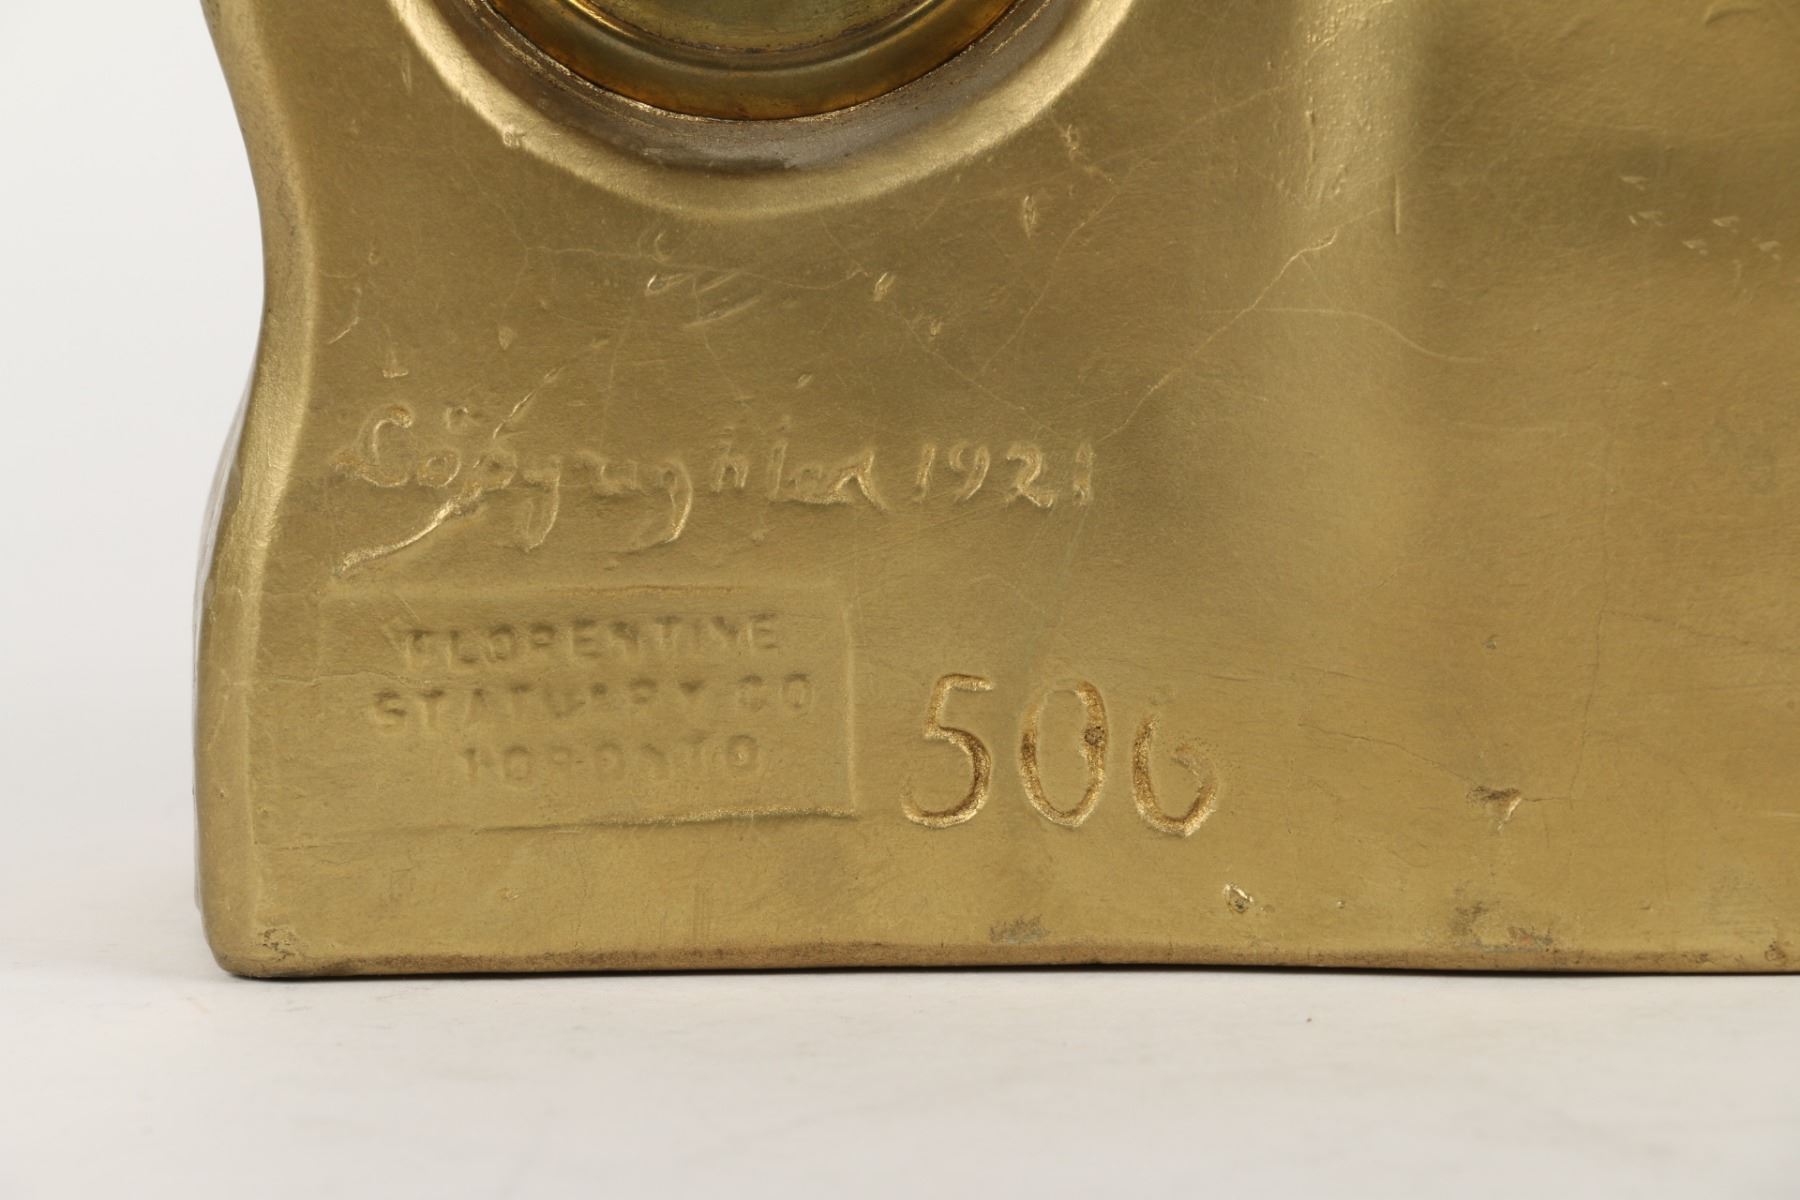 Copyrighted 1921
FLORENTINE
STATUARY CO
TORONTO
506